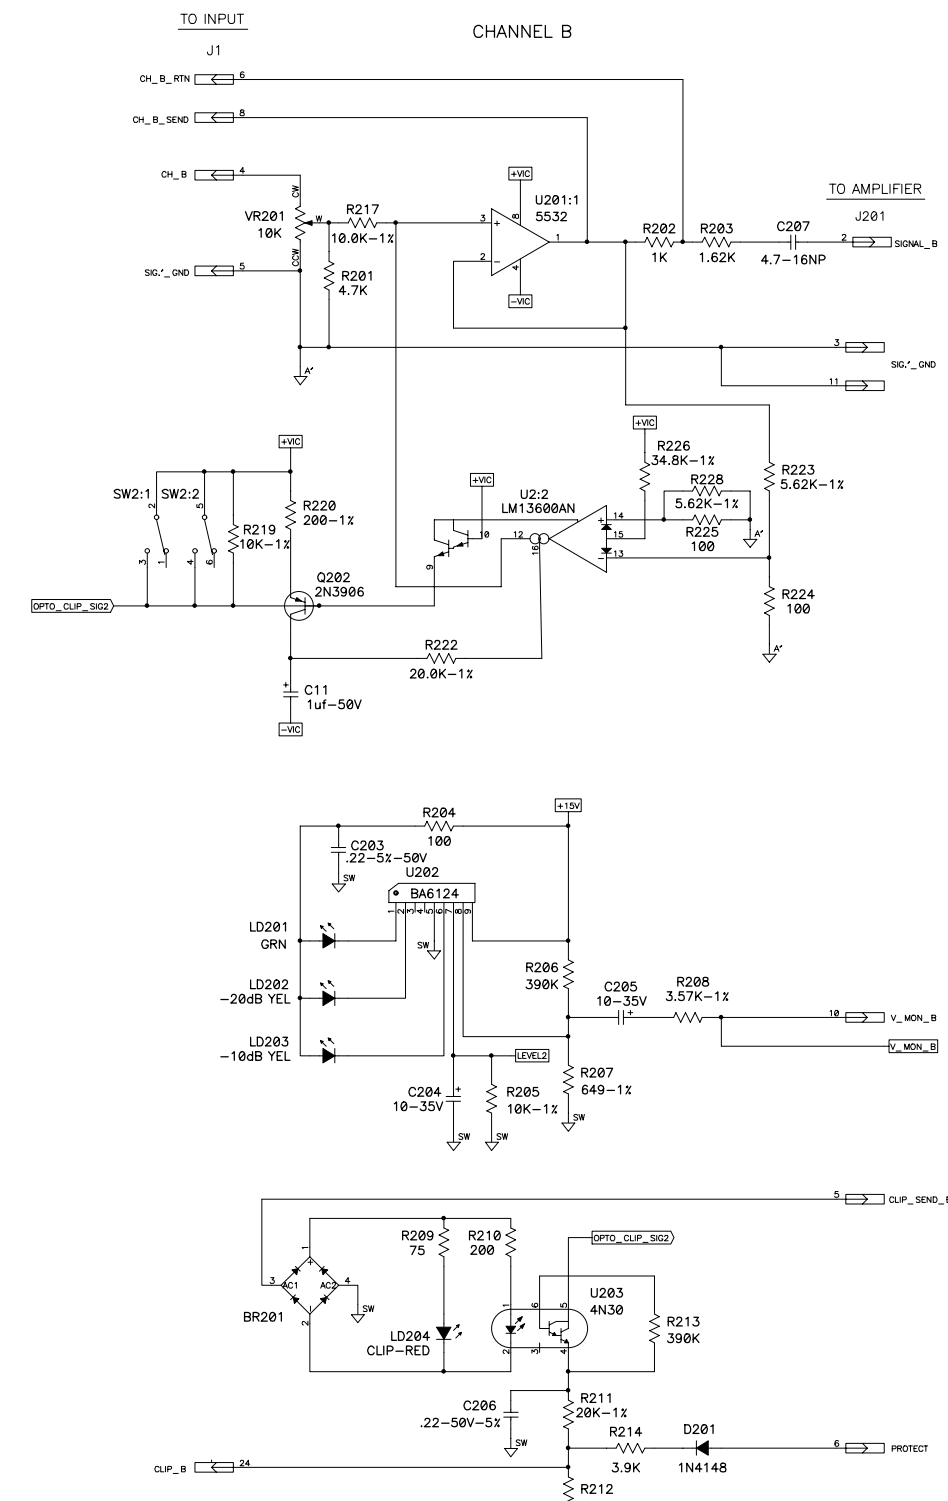 TO INPUT
CHANNEL B
J1
CH_B_RTN
6
CH_B_SEND
8
CH_B
4
+VIC
U201:1
5532
TO AMPLIFIER
J201
CW
VR201
10K
W
R217
10.0K-1%
3
+
8
1
2
-
4
R202
1K
R203
1.62K
C207
4.7-16NP
2
SIGNAL_B
CCW
SIG.'_GND
5
R201
4.7K
-VIC
3
SIG.'_GND
11
A'
+VIC
+VIC
R226
34.8K-1%
R223
5.62K-1%
SW2:1
2
SW2:2
5
R219
10K-1%
R220
200-1%
+VIC
U2:2
LM13600AN
R228
5.62K-1%
R225
100
A'
10
12
16
14
+
15
13
-
3
1
4
6
9
OPTO_CLIP_SIG2
Q202
2N3906
R224
100
A'
R222
20.0K-1%
+
C11
1uf-50V
-VIC
+15V
R204
100
C203
.22-5%-50V
SW
U202
BA6124
1
2
3
4
5
6
7
8
9
SW
LD201
GRN
LD202
-20dB YEL
LD203
-10dB YEL
R206
390K
C205
10-35V
+
R208
3.57K-1%
10
V_MON_B
V_MON_B
LEVEL2
C204
10-35V
+
R205
10K-1%
R207
649-1%
SW
SW
SW
5
CLIP_SEND_B
1
+
3
AC1
AC2
4
-
2
SW
BR201
R209
75
R210
200
OPTO_CLIP_SIG2
U203
4N30
1
6
5
2
3
4
R213
390K
LD204
CLIP-RED
C206
.22-50V-5%
SW
R211
20K-1%
R214
3.9K
D201
1N4148
6
PROTECT
CLIP_B
24
R212